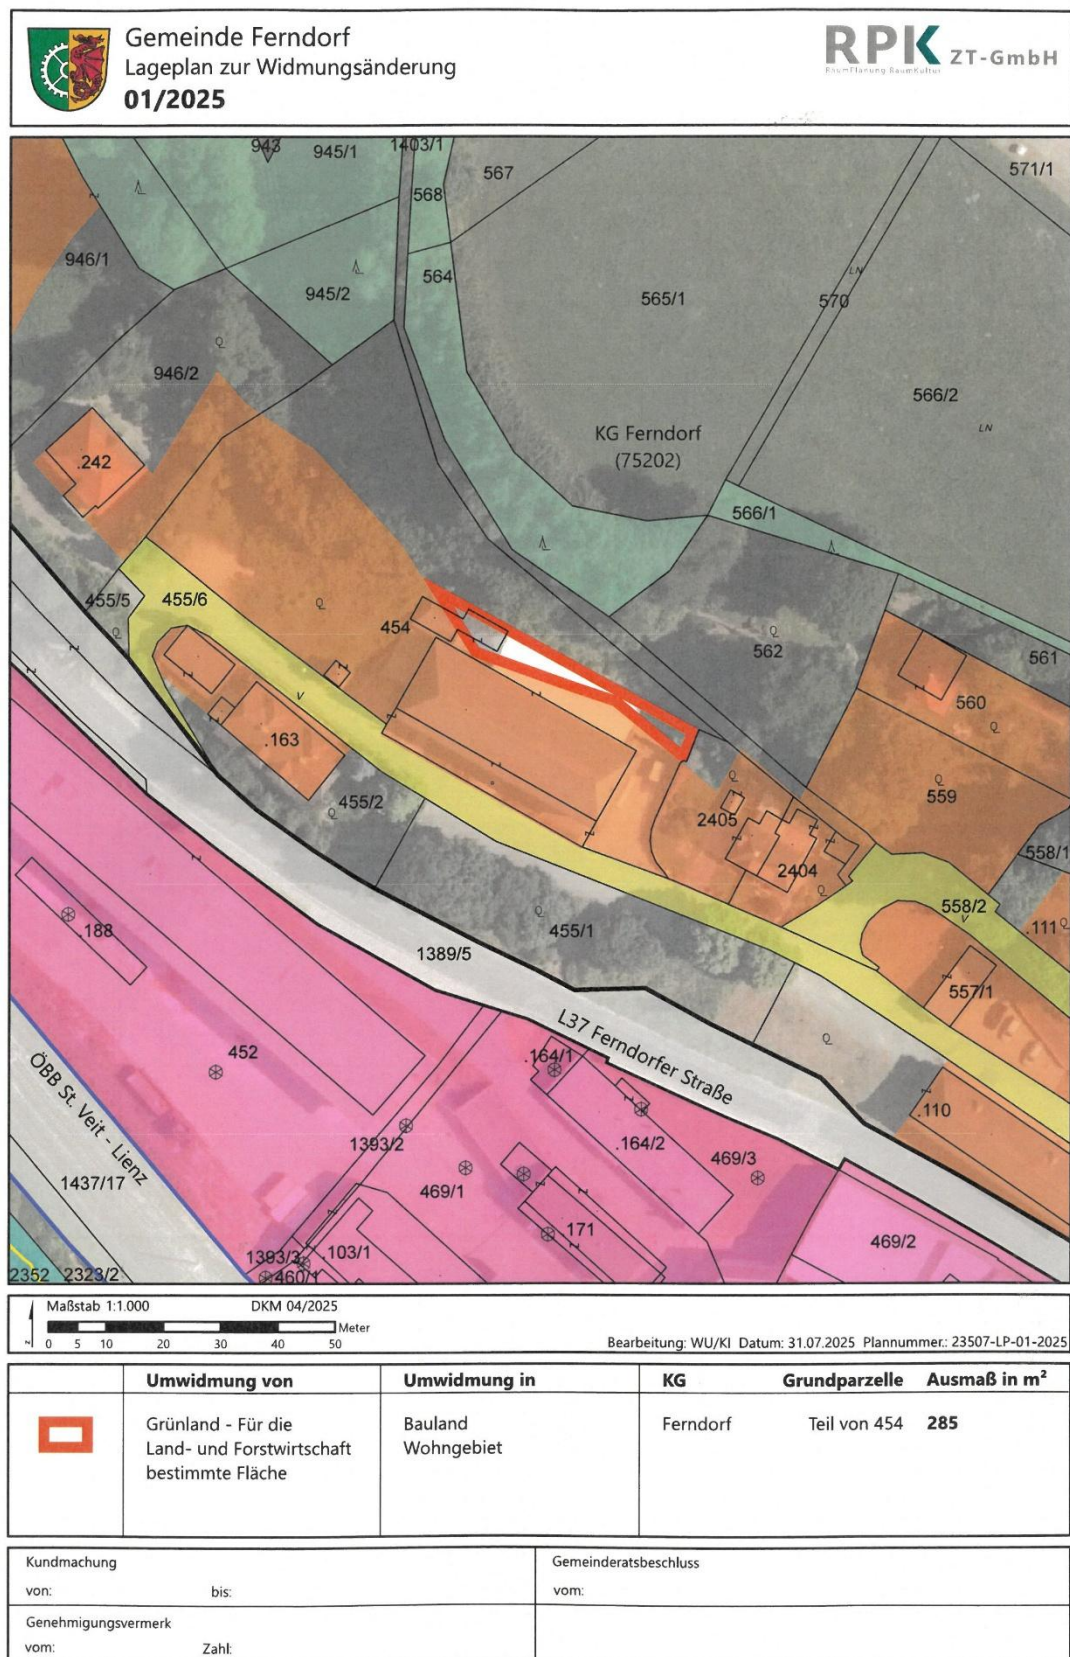 Gemeinde Ferndorf
Lageplan zur Widmungsänderung
01/2025
RPK ZT-GmbH
RaumPlanung RaumKultur
943
945/1
1403/1
567
571/1
568
946/1
564
945/2
565/1
LN
570
946/2
566/2
LN
KG Ferndorf
(75202)
.242
566/1
455/5
455/6
454
562
561
560
.163
559
455/2
2405
2404
558/1
558/2
.111
455/1
.188
1389/5
557/1
L37 Ferndorfer Straße
.164/1
452
ÖBB St. Veit - Lienz
.110
1393/2
.164/2
469/3
1437/17
469/1
171
469/2
1393/3
.103/1
2352
2323/2
460/1
Maßstab 1:1.000 DKM 04/2025
Meter
0 5 10 20 30 40 50
Bearbeitung: WU/KI Datum: 31.07.2025 Plannummer.: 23507-LP-01-2025
Umwidmung von Umwidmung in KG Grundparzelle Ausmaß in m²
Grünland - Für die Bauland Ferndorf Teil von 454 285
Land- und Forstwirtschaft Wohngebiet
bestimmte Fläche
Kundmachung Gemeinderatsbeschluss
von: bis: vom:
Genehmigungsvermerk
vom: Zahl: